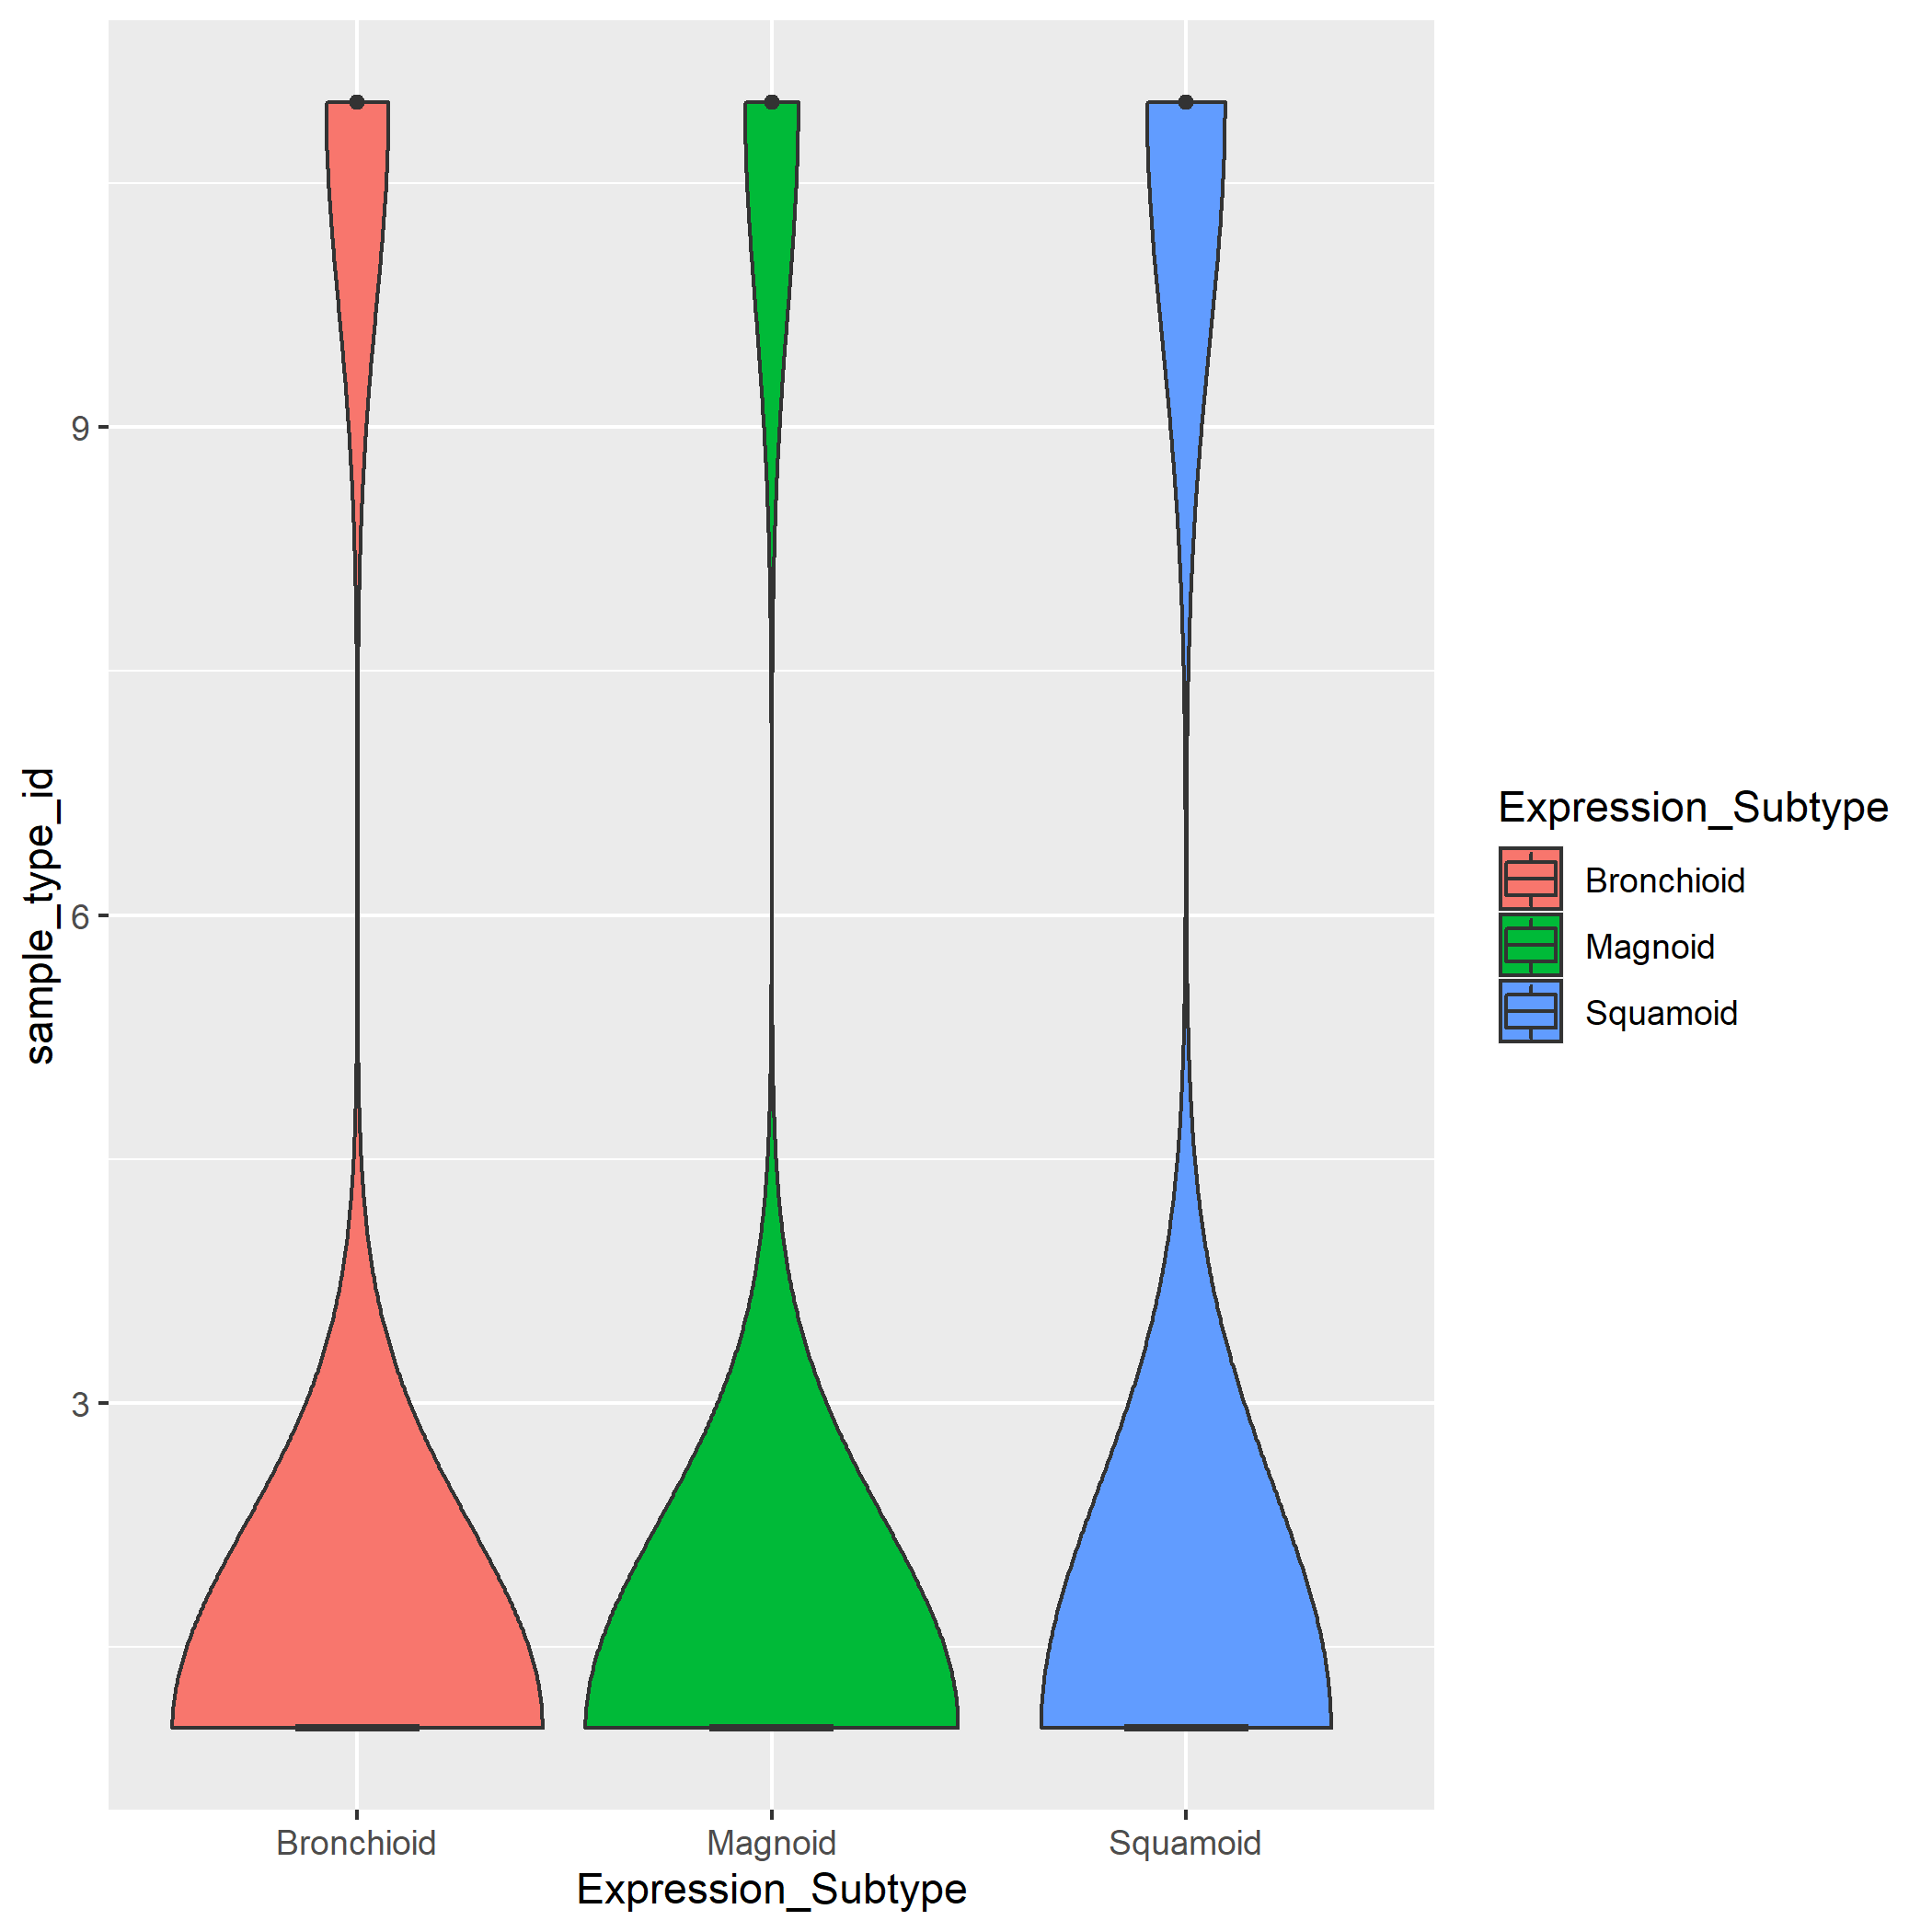 sample_type_id
9
6
3
Bronchioid
Magnoid
Squamoid
Expression_Subtype
Expression_Subtype
Bronchioid
Magnoid
Squamoid